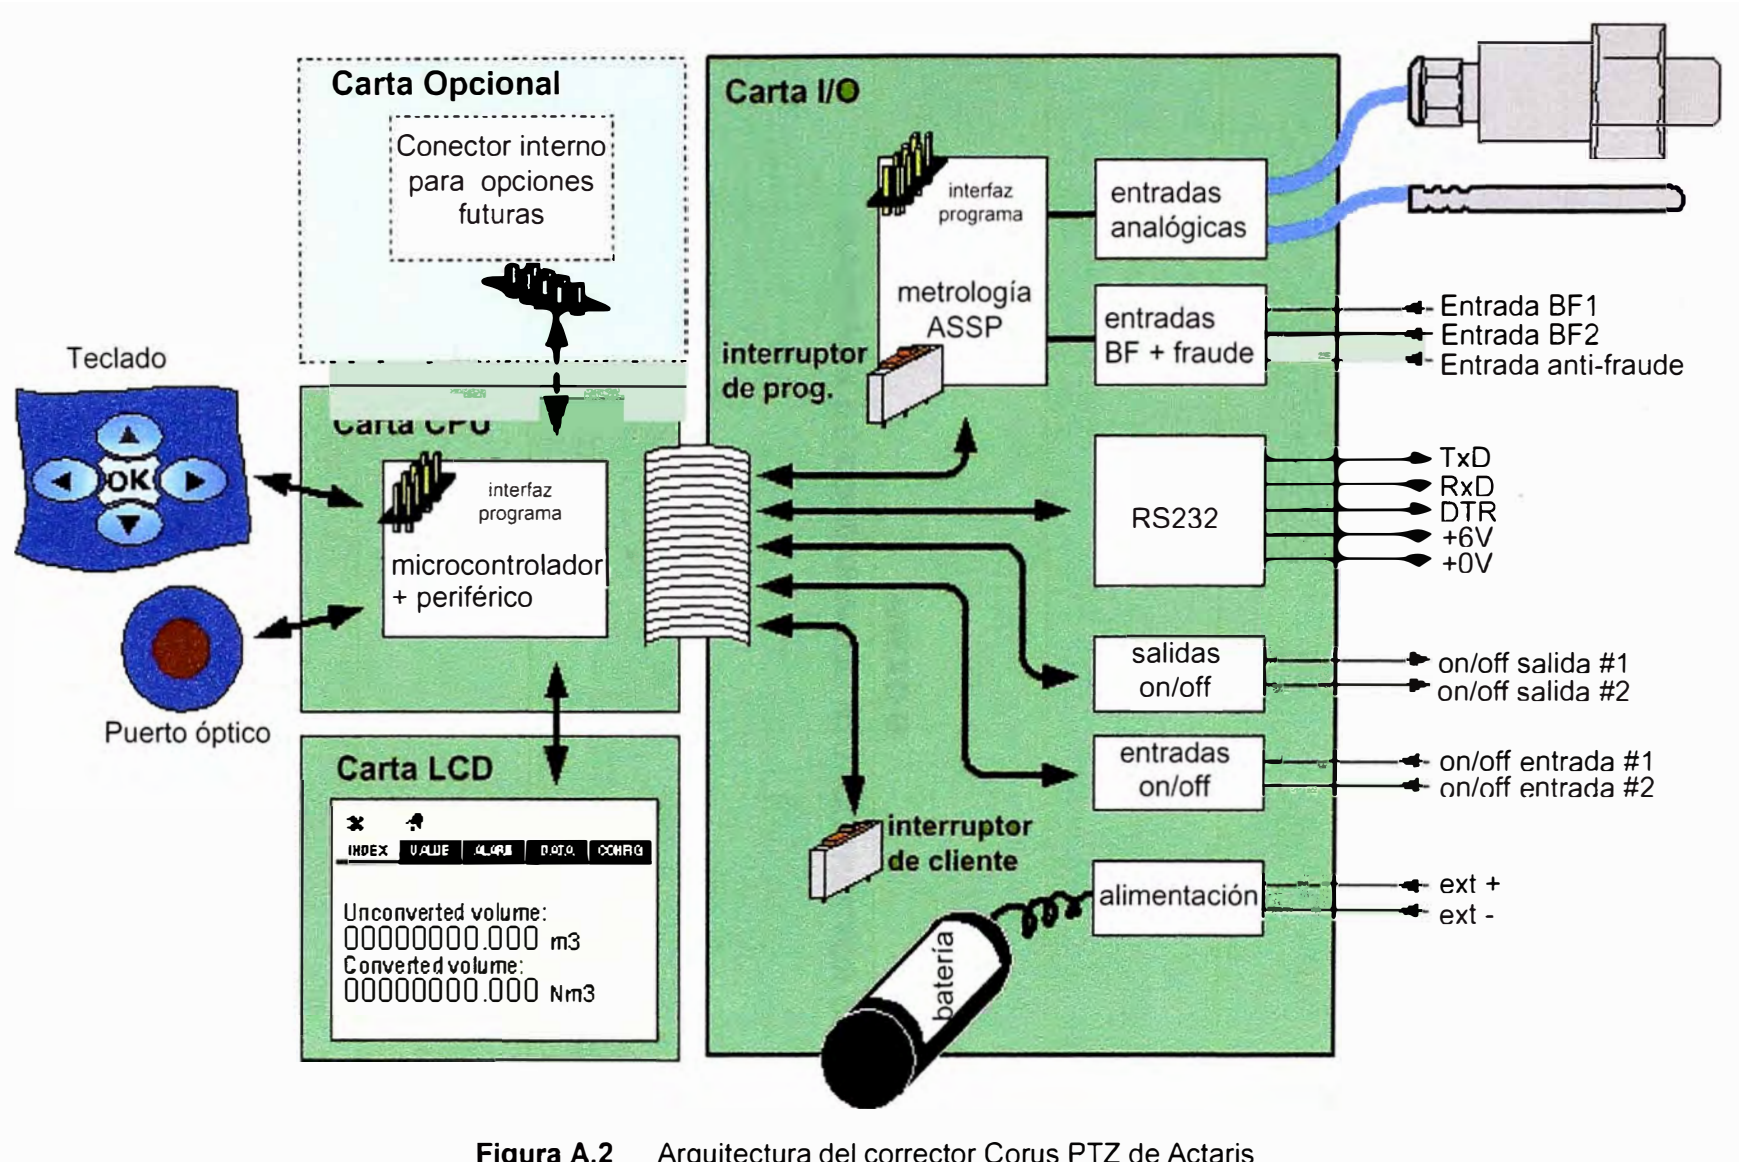 Carta Opcional
Conector interno
para opciones
futuras
Teclado
OK
Puerto óptico
Carta CPU
interfaz
programa
microcontrolador
+ periférico
Carta LCD
INDEX VALUE ALARM DATA CONFIG
Unconverted volume:
00000000.000 m3
Converted volume:
00000000.000 Nm3
Carta I/O
interfaz
programa
metrología
ASSP
interruptor
de prog.
entradas
analógicas
entradas
BF + fraude
Entrada BF1
Entrada BF2
Entrada anti-fraude
RS232
TxD
RxD
DTR
+6V
+0V
salidas
on/off
on/off salida #1
on/off salida #2
entradas
on/off
on/off entrada #1
on/off entrada #2
interruptor
de cliente
alimentación
ext +
ext -
batería
Figura A.2 Arquitectura del corrector Corus PTZ de Actaris